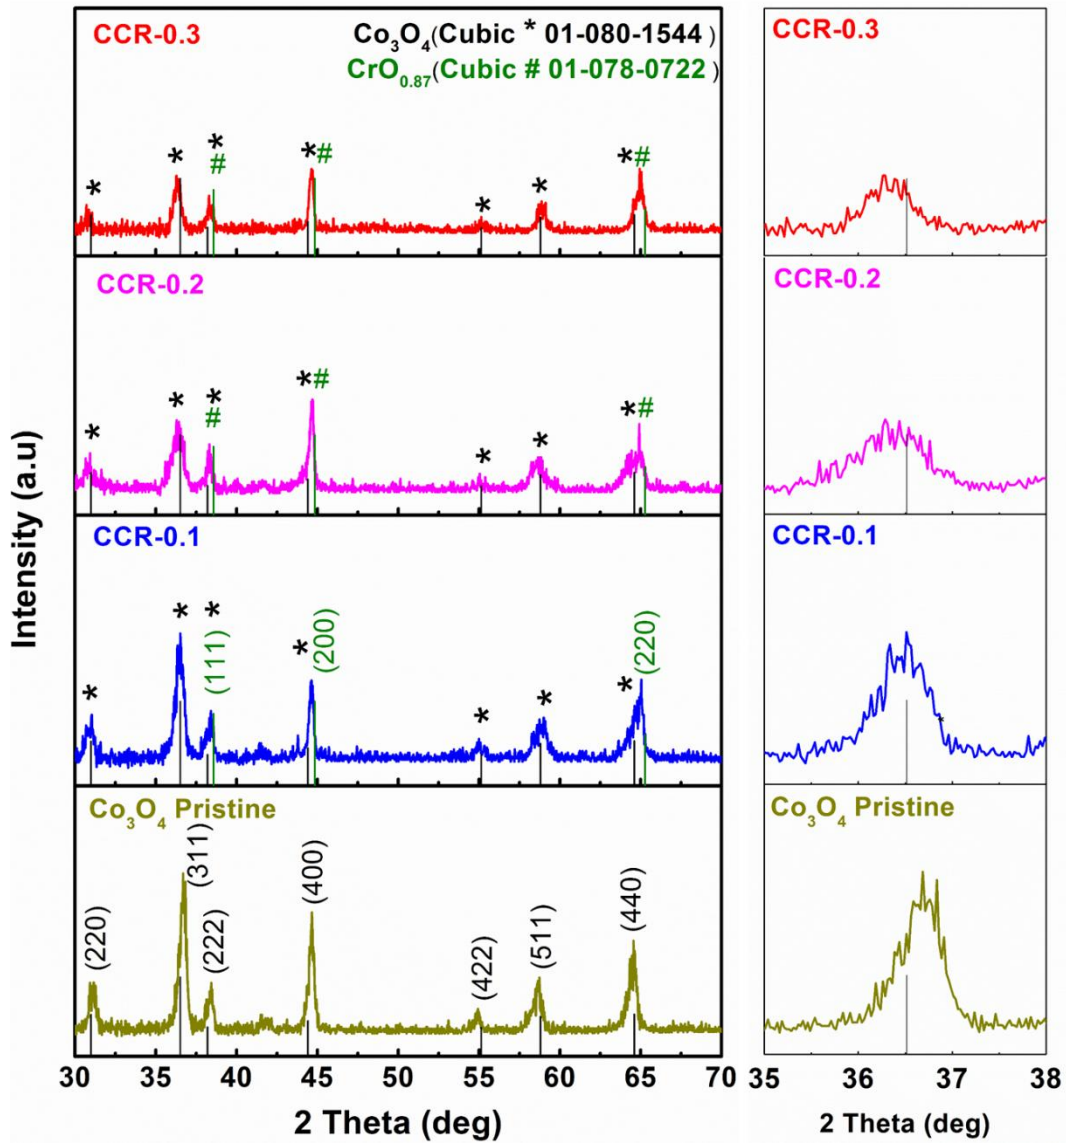 CCR-0.3
Co₃O₄(Cubic * 01-080-1544 )
CrO₀.₈₇(Cubic # 01-078-0722 )
* * * # * # * * * #
CCR-0.2
* * * # * # * * * #
CCR-0.1
* * * (111) * (200) * * * (220)
Co₃O₄ Pristine
(220) (311) (222) (400) (422) (511) (440)
30 35 40 45 50 55 60 65 70
2 Theta (deg)
Intensity (a.u)
CCR-0.3
CCR-0.2
CCR-0.1
Co₃O₄ Pristine
35 36 37 38
2 Theta (deg)